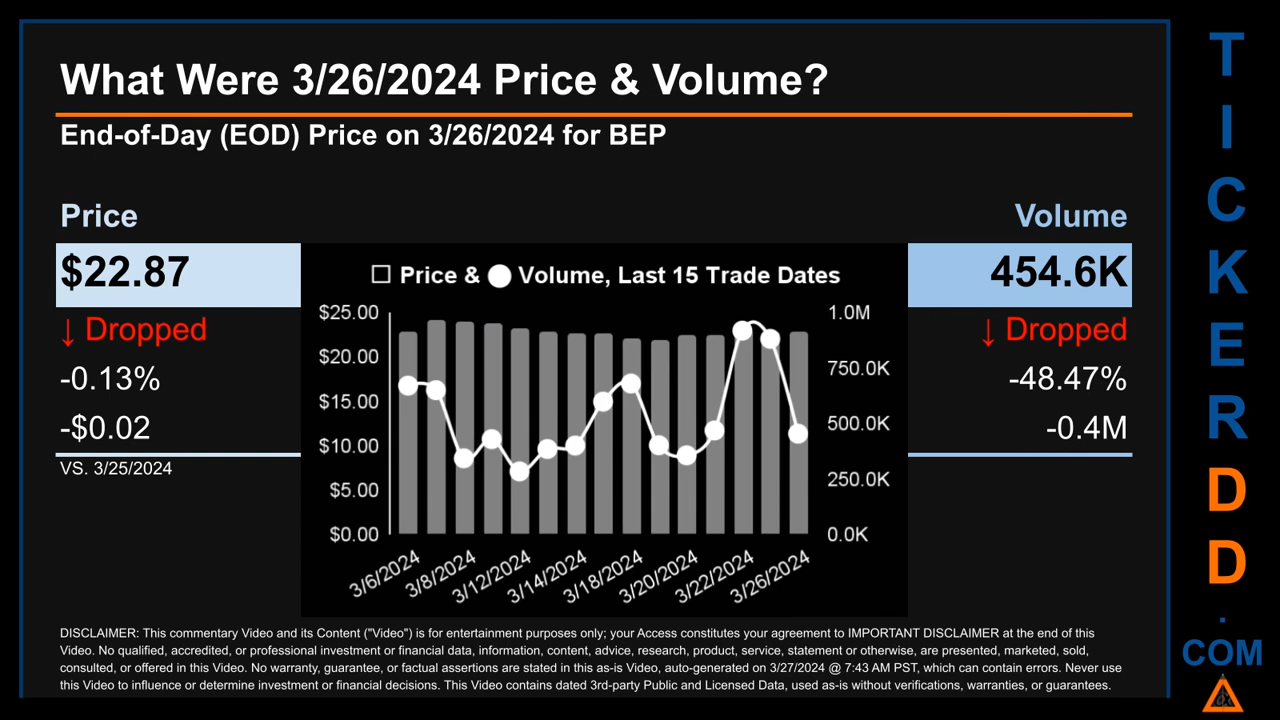 What Were 3/26/2024 Price & Volume?
End-of-Day (EOD) Price on 3/26/2024 for BEP
Price
Volume
$22.87
454.6K
↓ Dropped
↓ Dropped
-0.13%
-48.47%
-$0.02
-0.4M
VS. 3/25/2024
Price & Volume, Last 15 Trade Dates
$25.00
$20.00
$15.00
$10.00
$5.00
$0.00
1.0M
750.0K
500.0K
250.0K
0.0K
3/6/2024
3/8/2024
3/12/2024
3/14/2024
3/18/2024
3/20/2024
3/22/2024
3/26/2024
DISCLAIMER: This commentary Video and its Content ("Video") is for entertainment purposes only; your Access constitutes your agreement to IMPORTANT DISCLAIMER at the end of this
Video. No qualified, accredited, or professional investment or financial data, information, content, advice, research, product, service, statement or otherwise, are presented, marketed, sold,
consulted, or offered in this Video. No warranty, guarantee, or factual assertions are stated in this as-is Video, auto-generated on 3/27/2024 @ 7:43 AM PST, which can contain errors. Never use
this Video to influence or determine investment or financial decisions. This Video contains dated 3rd-party Public and Licensed Data, used as-is without verifications, warranties, or guarantees.
T
I
C
K
E
R
D
D
.
COM